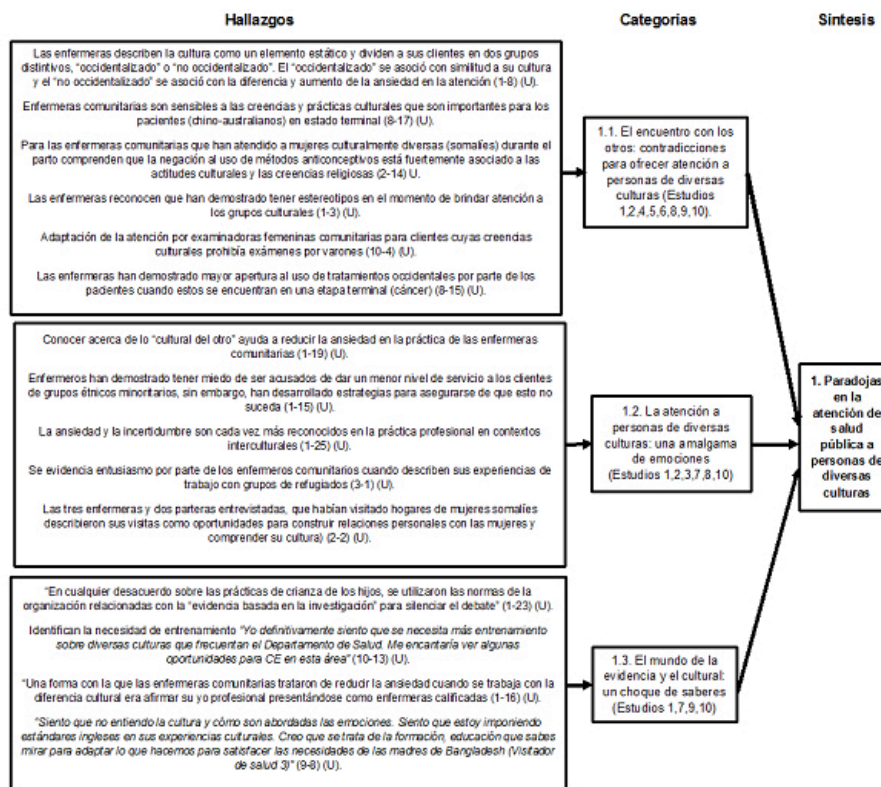 Hallazgos
Categorías
Síntesis
Las enfermeras describen la cultura como un elemento estático y dividen a sus clientes en dos grupos
distintivos, “occidentalizado” o “no occidentalizado”. El “occidentalizado” se asoció con similitud a su cultura
y el “no occidentalizado” se asoció con la diferencia y aumento de la ansiedad en la atención (1-8) (U).
Enfermeras comunitarias son sensibles a las creencias y prácticas culturales que son importantes para los
pacientes (chino-australianos) en estado terminal (8-17) (U).
Para las enfermeras comunitarias que han atendido a mujeres culturalmente diversas (somalíes) durante el
parto comprenden que la negación al uso de métodos anticonceptivos está fuertemente asociado a las
actitudes culturales y las creencias religiosas (2-14) U.
Las enfermeras reconocen que han demostrado tener estereotipos en el momento de brindar atención a
los grupos culturales (1-3) (U).
Adaptación de la atención por examinadoras femeninas comunitarias para clientes cuyas creencias
culturales prohibía exámenes por varones (10-4) (U).
Las enfermeras han demostrado mayor apertura al uso de tratamientos occidentales por parte de los
pacientes cuando estos se encuentran en una etapa terminal (cáncer) (8-15) (U).
1.1. El encuentro con los
otros: contradicciones
para ofrecer atención a
personas de diversas
culturas (Estudios
1,2,4,5,6,8,9,10).
Conocer acerca de lo “cultural del otro” ayuda a reducir la ansiedad en la práctica de las enfermeras
comunitarias (1-19) (U).
Enfermeros han demostrado tener miedo de ser acusados de dar un menor nivel de servicio a los clientes
de grupos étnicos minoritarios, sin embargo, han desarrollado estrategias para asegurarse de que esto no
suceda (1-15) (U).
La ansiedad y la incertidumbre son cada vez más reconocidos en la práctica profesional en contextos
interculturales (1-25) (U).
Se evidencia entusiasmo por parte de los enfermeros comunitarios cuando describen sus experiencias de
trabajo con grupos de refugiados (3-1) (U).
Las tres enfermeras y dos parteras entrevistadas, que habían visitado hogares de mujeres somalíes
describieron sus visitas como oportunidades para construir relaciones personales con las mujeres y
comprender su cultura) (2-2) (U).
1.2. La atención a
personas de diversas
culturas: una amalgama
de emociones
(Estudios 1,2,3,7,8,10)
1. Paradojas
en la
atención de
salud
pública a
personas de
diversas
culturas
“En cualquier desacuerdo sobre las prácticas de crianza de los hijos, se utilizaron las normas de la
organización relacionadas con la “evidencia basada en la investigación” para silenciar el debate” (1-23) (U).
Identifican la necesidad de entrenamiento “Yo definitivamente siento que se necesita más entrenamiento
sobre diversas culturas que frecuentan el Departamento de Salud. Me encantaría ver algunas
oportunidades para CE en esta área” (10-13) (U).
“Una forma con la que las enfermeras comunitarias trataron de reducir la ansiedad cuando se trabaja con la
diferencia cultural era afirmar su yo profesional presentándose como enfermeras calificadas (1-16) (U).
“Siento que no entiendo la cultura y cómo son abordadas las emociones. Siento que estoy imponiendo
estándares ingleses en sus experiencias culturales. Creo que se trata de la formación, educación que sabes
mirar para adaptar lo que hacemos para satisfacer las necesidades de las madres de Bangladesh (Visitador
de salud 3)” (9-8) (U).
1.3. El mundo de la
evidencia y el cultural:
un choque de saberes
(Estudios 1,7,9,10)